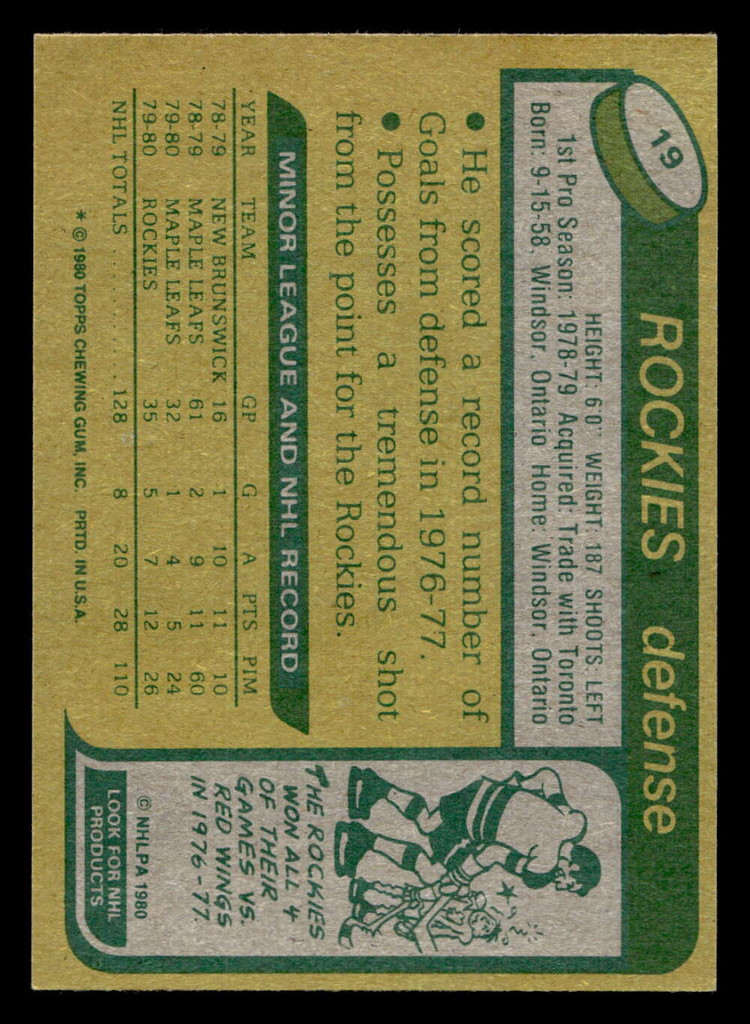 19
ROCKIES defense
HEIGHT: 6'0" WEIGHT: 187 SHOOTS: LEFT
1st Pro Season: 1978-79 Acquired: Trade with Toronto
Born: 9-15-58, Windsor, Ontario Home: Windsor, Ontario
● He scored a record number of
Goals from defense in 1976-77.
● Possesses a tremendous shot
from the point for the Rockies.
MINOR LEAGUE AND NHL RECORD
YEAR TEAM GP G A PTS PIM
78-79 NEW BRUNSWICK 16 1 10 11 10
78-79 MAPLE LEAFS 61 2 9 11 60
79-80 MAPLE LEAFS 32 1 4 5 24
79-80 ROCKIES 35 5 7 12 26
NHL TOTALS ........... 128 8 20 28 110
* © 1980 TOPPS CHEWING GUM, INC. PRTD. IN U.S.A.
THE ROCKIES
WON ALL 4
OF THEIR
GAMES VS.
RED WINGS
IN 1976-77.
© NHLPA 1980
LOOK FOR NHL
PRODUCTS